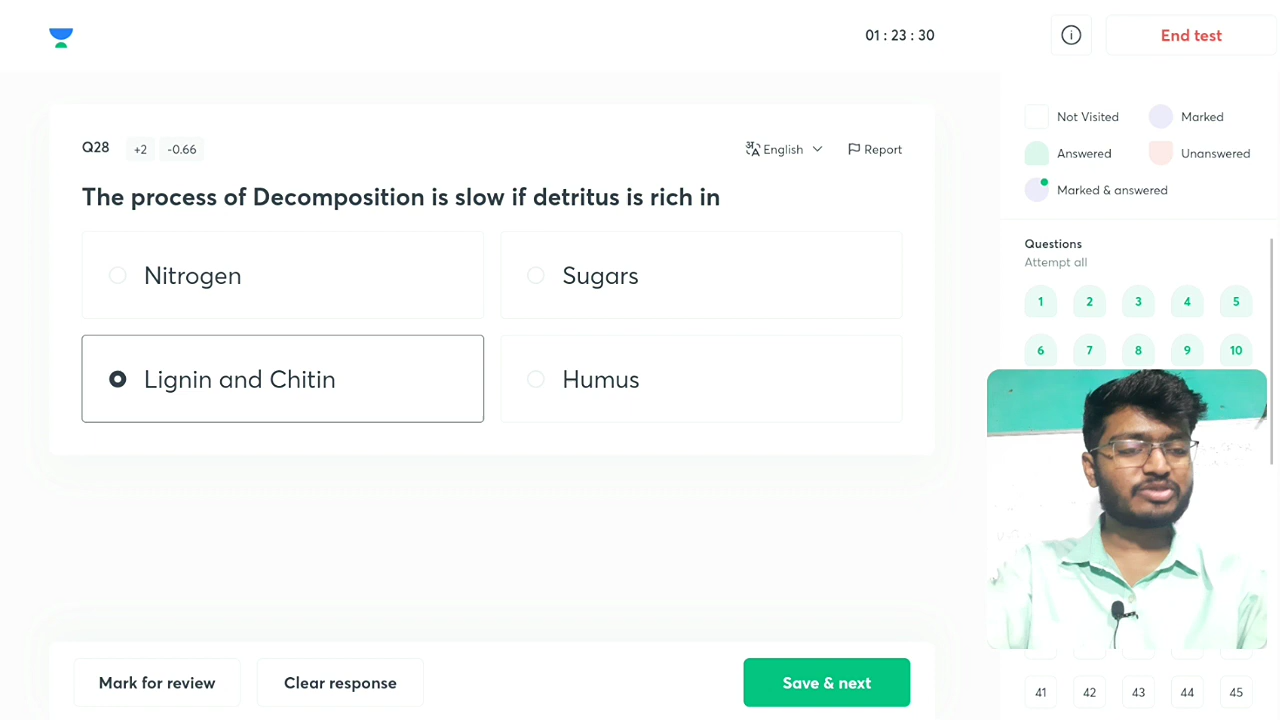 01 : 23 : 30
End test
Q28
+2
-0.66
English
Report
The process of Decomposition is slow if detritus is rich in
Nitrogen
Sugars
Lignin and Chitin
Humus
Mark for review
Clear response
Save & next
Not Visited
Marked
Answered
Unanswered
Marked & answered
Questions
Attempt all
1 2 3 4 5
6 7 8 9 10
41 42 43 44 45